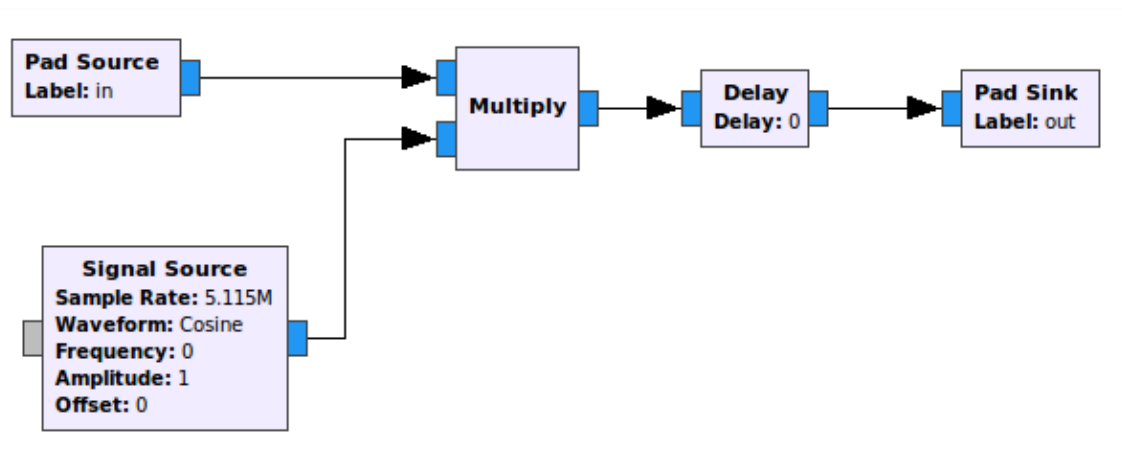 Pad Source
Label: in
Multiply
Delay
Delay: 0
Pad Sink
Label: out
Signal Source
Sample Rate: 5.115M
Waveform: Cosine
Frequency: 0
Amplitude: 1
Offset: 0